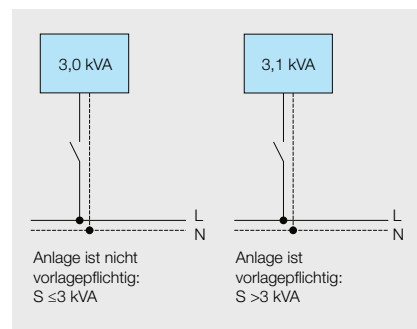 3,0 kVA
3,1 kVA
L
N
L
N
Anlage ist nicht
vorlagepflichtig:
S ≤3 kVA
Anlage ist
vorlagepflichtig:
S >3 kVA